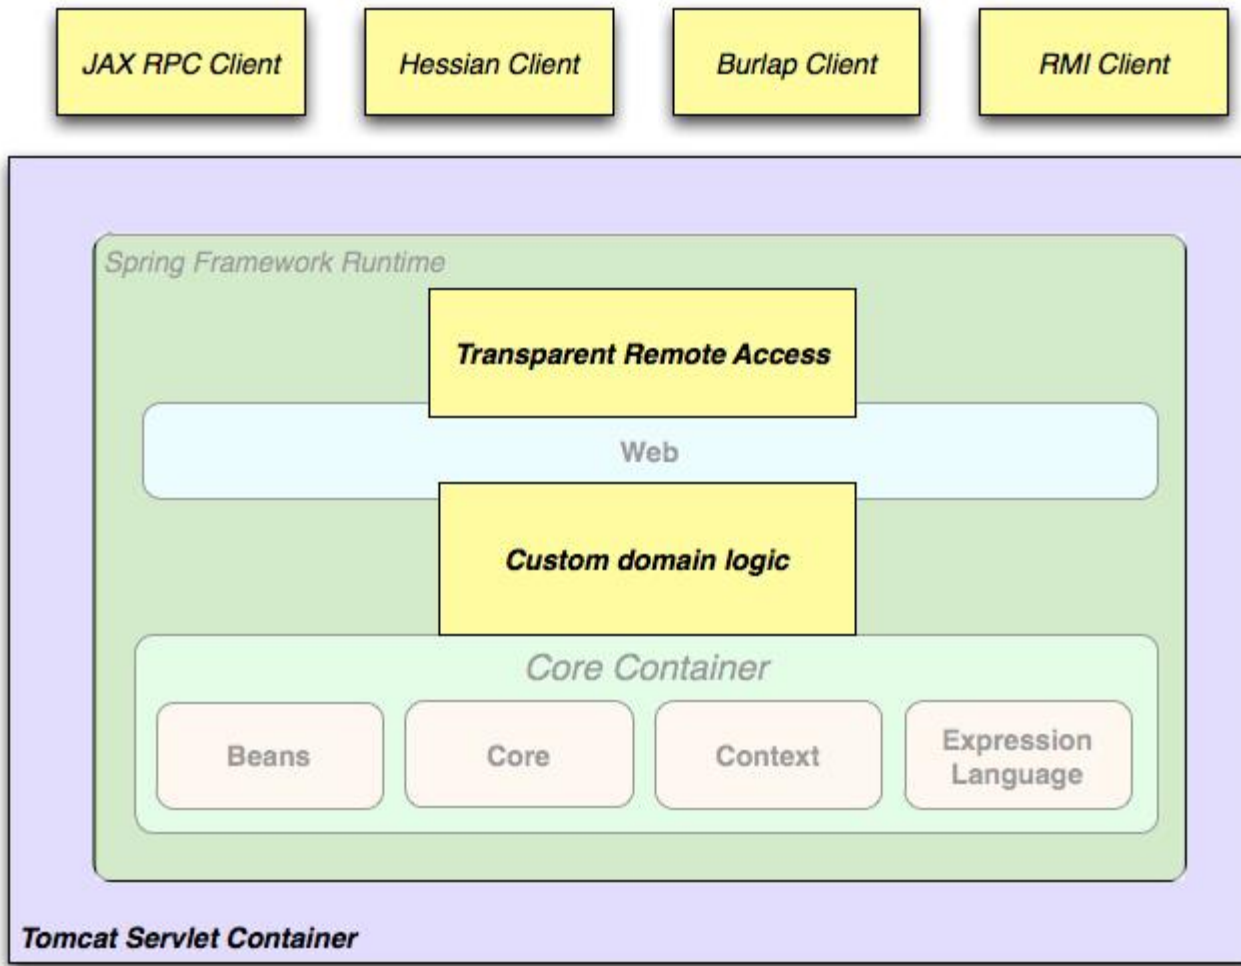 JAX RPC Client
Hessian Client
Burlap Client
RMI Client
Spring Framework Runtime
Transparent Remote Access
Web
Custom domain logic
Core Container
Beans
Core
Context
Expression
Language
Tomcat Servlet Container